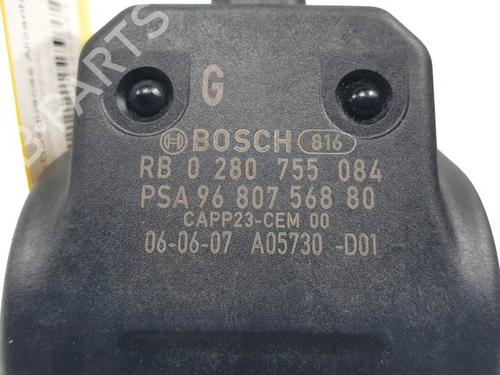 G
BOSCH 816
RB 0 280 755 084
PSA 96 807 568 80
CAPP23-CEM 00
06-06-07 A05730 -D01
B-PARTS